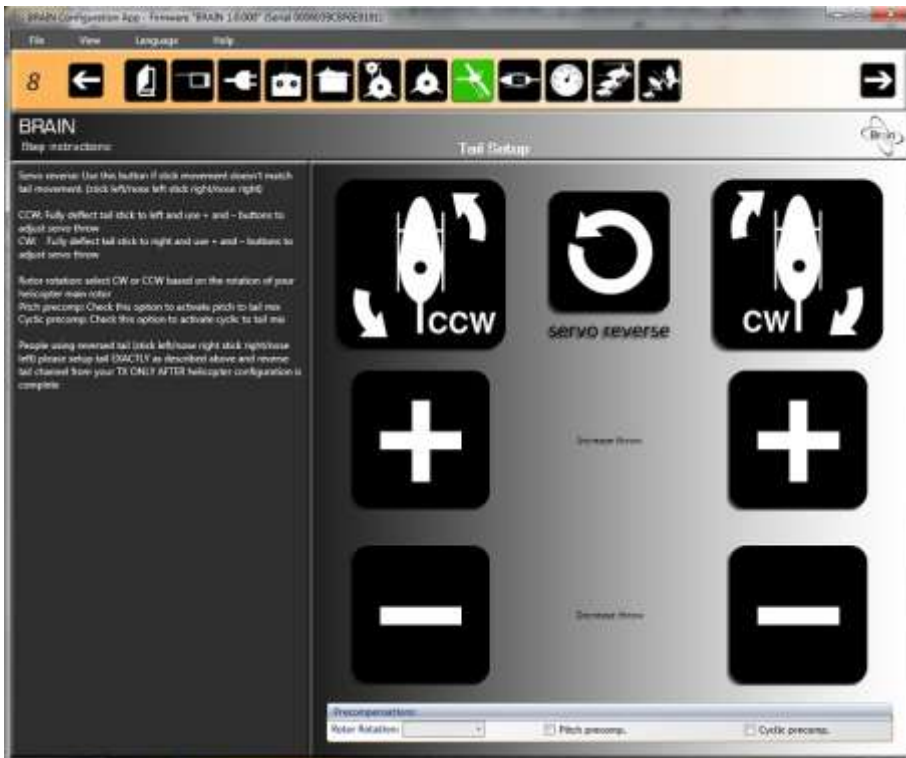 BRAIN Configuration App - Firmware "BRAIN 1.0.000"
File View Language Help
8
BRAIN
Step instructions:
Tail Setup
Brain
Servo reverse: Use this button if stick movement doesn't match
tail movement. (stick left/nose left stick right/nose right)
CCW: Fully deflect tail stick to left and use + and - buttons to
adjust servo throw
CW: Fully deflect tail stick to right and use + and - buttons to
adjust servo throw
Rotor rotation: select CW or CCW based on the rotation of your
helicopter main rotor
Pitch precomp: Check this option to activate pitch to tail mix
Cyclic precomp: Check this option to activate cyclic to tail mix
People using reversed tail (stick left/nose right stick right/nose
left) please setup tail EXACTLY as described above and reverse
tail channel from your TX ONLY AFTER helicopter configuration is
complete
CCW
servo reverse
CW
Increase throw
Decrease throw
Precompensations:
Rotor Rotation: Pitch precomp. Cyclic precomp.